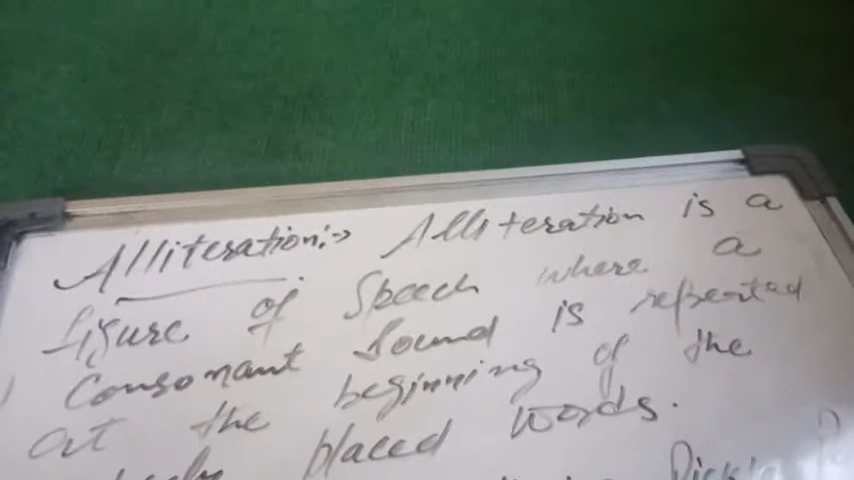 Alliteration:-> Alliteration is a
figure of Speech where a
Consonant Sound is repeated
at the beginning of the
placed words.